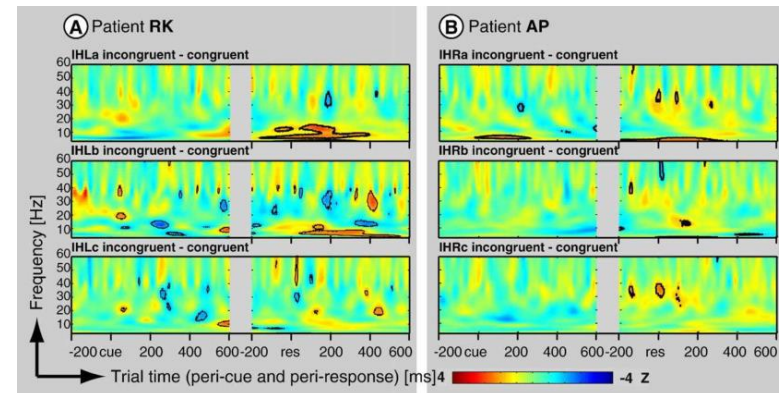 A Patient RK
IHLa incongruent - congruent
60
50
40
30
20
10
IHLb incongruent - congruent
60
50
40
30
20
10
IHLc incongruent - congruent
60
50
40
30
20
10
-200 cue 200 400 600 -200 res 200 400 600
B Patient AP
IHRa incongruent - congruent
IHRb incongruent - congruent
IHRc incongruent - congruent
-200 cue 200 400 600 -200 res 200 400 600
Frequency [Hz]
Trial time (peri-cue and peri-response) [ms]
4 -4 Z